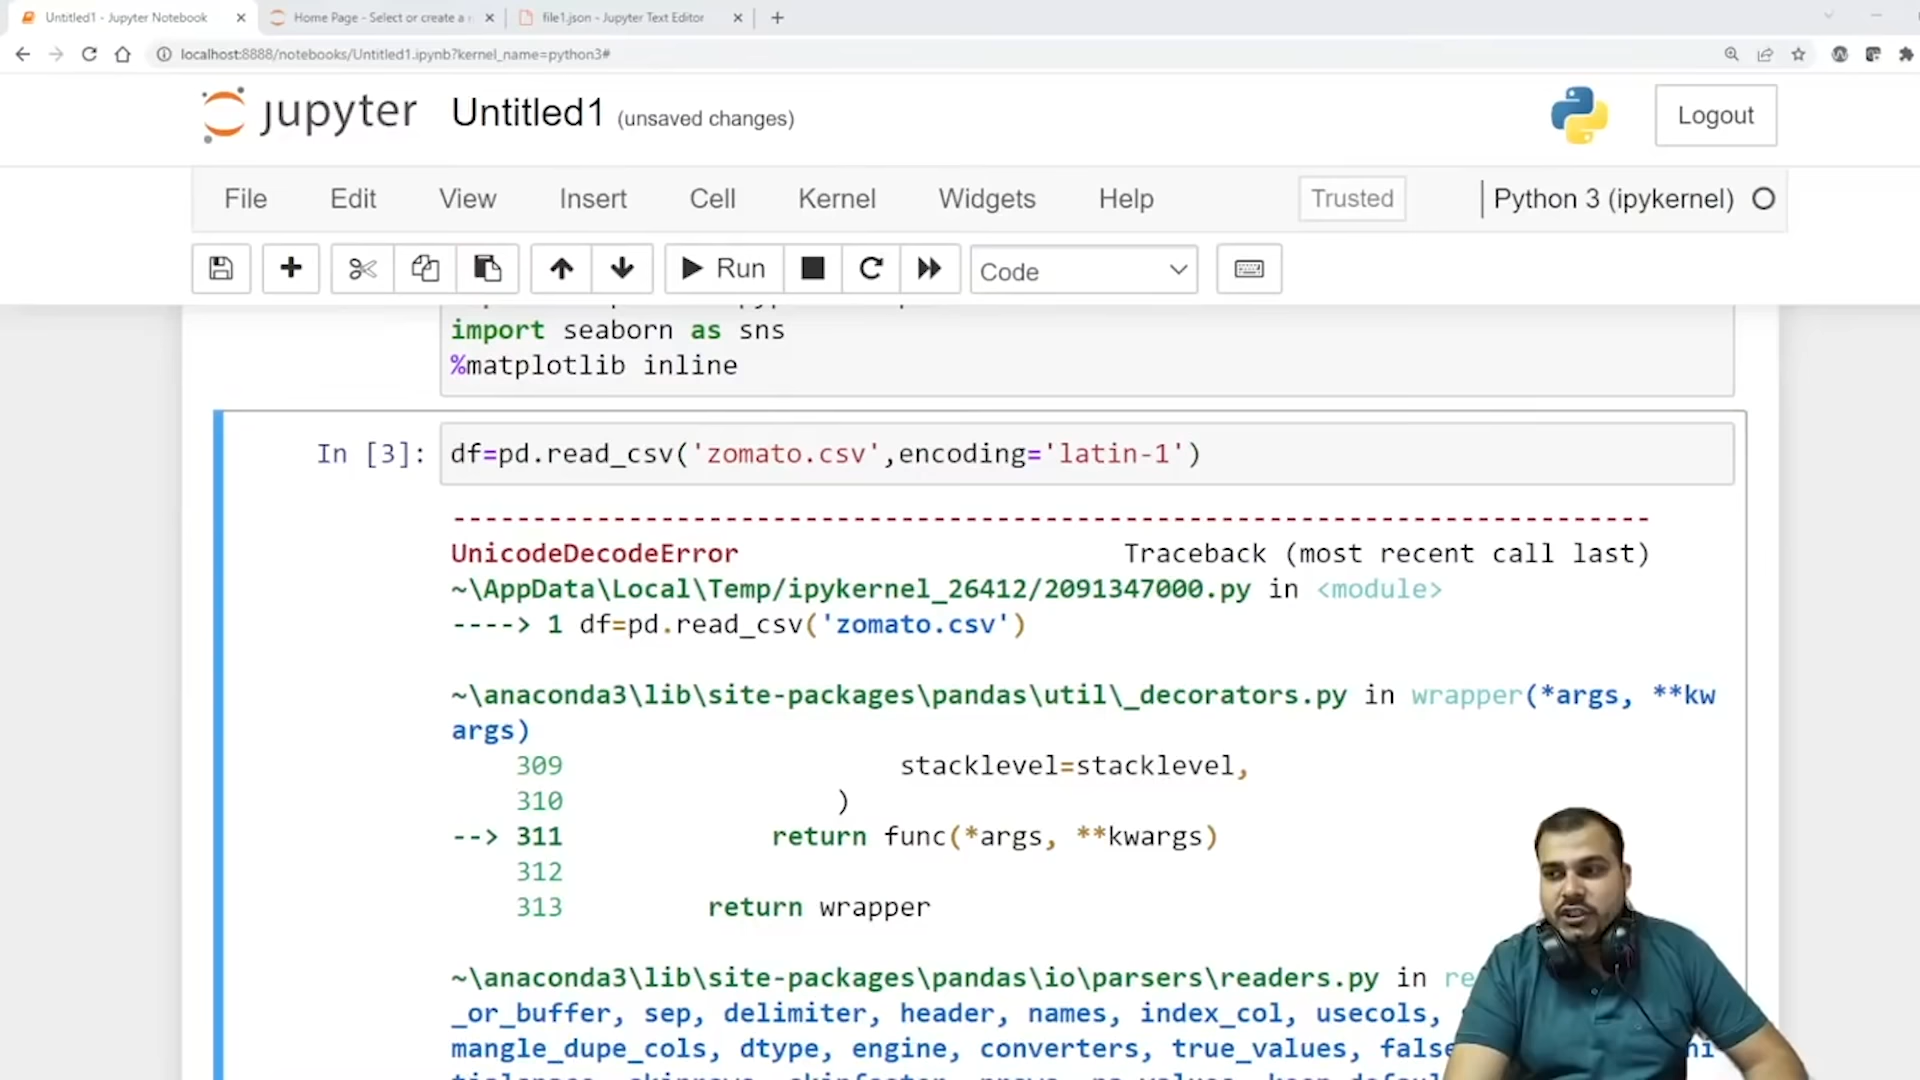 Untitled1 - Jupyter Notebook
Home Page - Select or create a
file1.json - Jupyter Text Editor
localhost:8888/notebooks/Untitled1.ipynb?kernel_name=python3#
jupyter Untitled1 (unsaved changes)
Logout
File Edit View Insert Cell Kernel Widgets Help Trusted Python 3 (ipykernel)
Run Code
import seaborn as sns
%matplotlib inline
In [3]: df=pd.read_csv('zomato.csv',encoding='latin-1')
---------------------------------------------------------------------------
UnicodeDecodeError Traceback (most recent call last)
~\AppData\Local\Temp/ipykernel_26412/2091347000.py in <module>
----> 1 df=pd.read_csv('zomato.csv')
~\anaconda3\lib\site-packages\pandas\util\_decorators.py in wrapper(*args, **kw
args)
309 stacklevel=stacklevel,
310 )
--> 311 return func(*args, **kwargs)
312
313 return wrapper
~\anaconda3\lib\site-packages\pandas\io\parsers\readers.py in
_or_buffer, sep, delimiter, header, names, index_col, usecols,
mangle_dupe_cols, dtype, engine, converters, true_values,